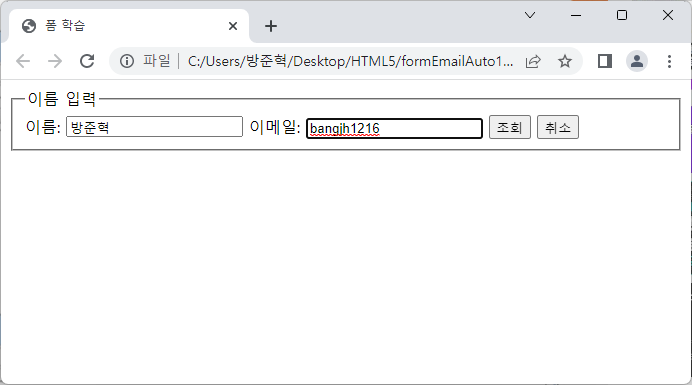 폼 학습
파일 C:/Users/방준혁/Desktop/HTML5/formEmailAuto1...
이름 입력
이름: 방준혁 이메일: bangjh1216 조회 취소